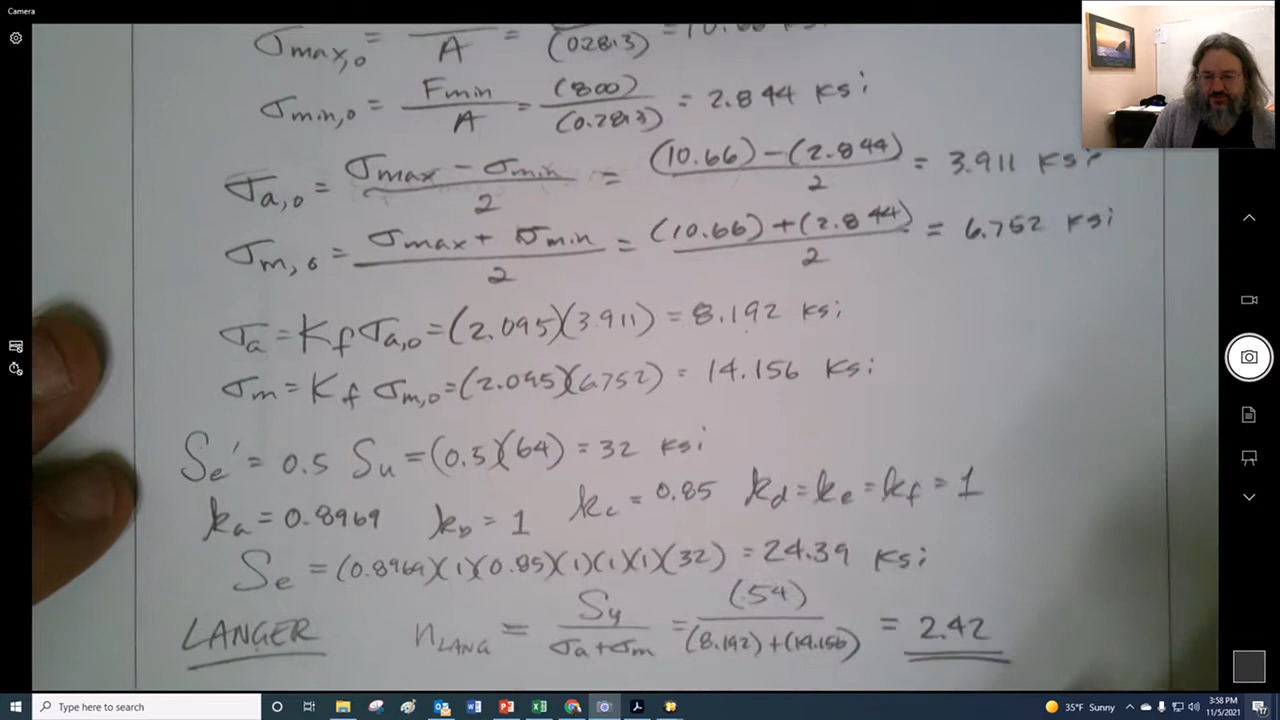 Camera
σmax,o = ―/A = ―/(0.2813) = 10.66 ksi
σmin,o = Fmin/A = (800)/(0.2813) = 2.844 ksi
σa,o = (σmax − σmin)/2 = ((10.66) − (2.844))/2 = 3.911 ksi
σm,o = (σmax + σmin)/2 = ((10.66) + (2.844))/2 = 6.752 ksi
σa = Kf σa,o = (2.095)(3.911) = 8.192 ksi
σm = Kf σm,o = (2.095)(6.752) = 14.156 ksi
Se' = 0.5 Su = (0.5)(64) = 32 ksi
ka = 0.8969 kb = 1 kc = 0.85 kd = ke = kf = 1
Se = (0.8969)(1)(0.85)(1)(1)(1)(32) = 24.39 ksi
LANGER nLANG = Sy/(σa + σm) = (54)/((8.192) + (14.156)) = 2.42
Type here to search
35°F Sunny
3:58 PM
11/5/2021
17